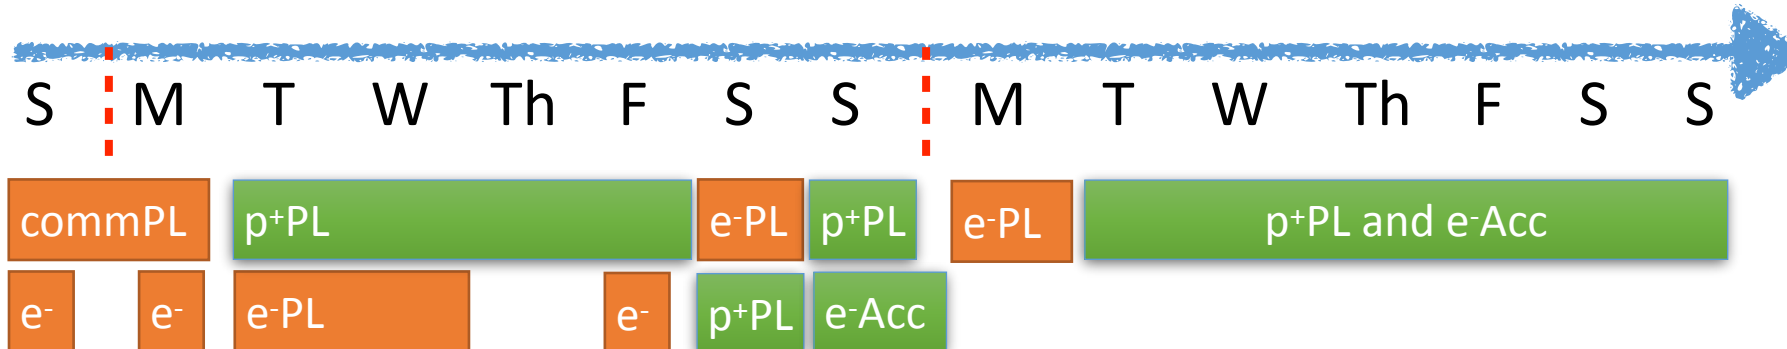 S M T W Th F S S M T W Th F S S
commPL p⁺PL e⁻PL p⁺PL e⁻PL p⁺PL and e⁻Acc
e⁻ e⁻ e⁻PL e⁻ p⁺PL e⁻Acc